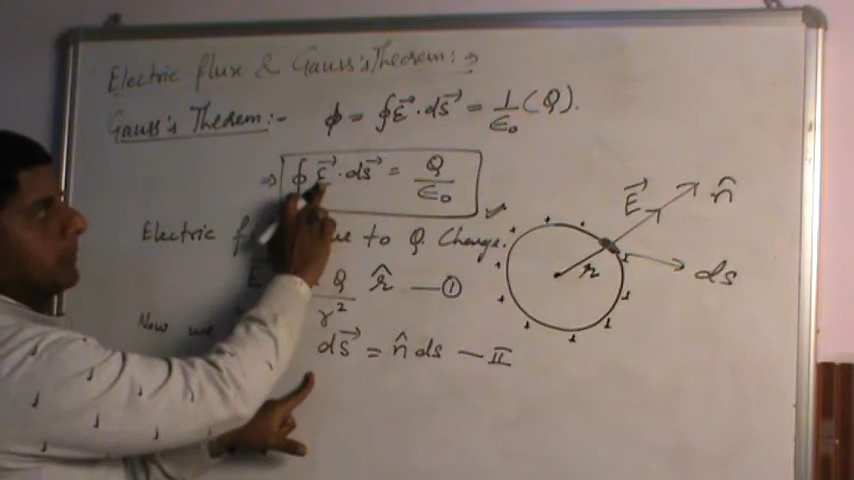 Electric flux & Gauss's Theorem:⇒
Gauss's Theorem:- ϕ = ∮E⃗·dS⃗ = 1/ε₀ (Q).
⇒ ∮E⃗·dS⃗ = Q/ε₀
Electric f ue to Q Charge.
E Q/r² r̂ — ①
Now we
dS⃗ = n̂ ds — II
E⃗ n̂
r
ds